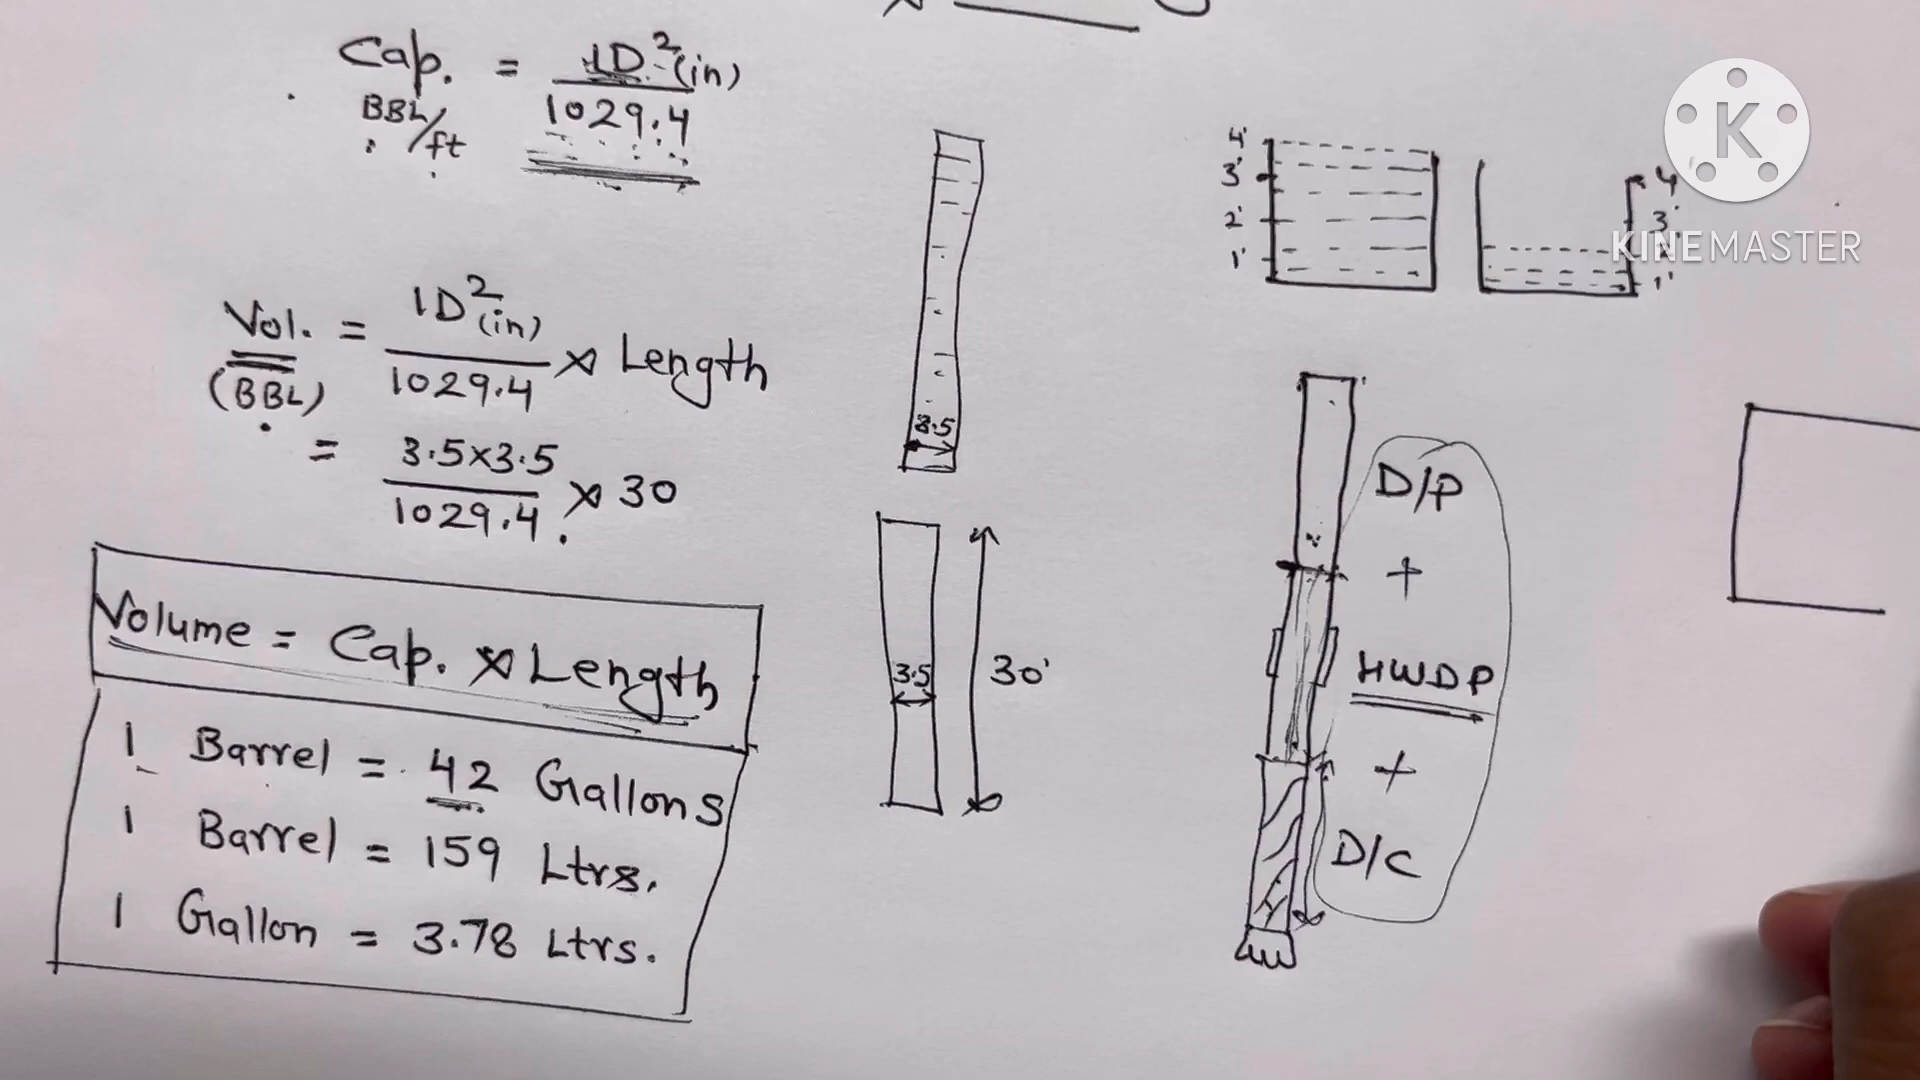 Cap. = ID²(in)
BBL/ft 1029.4
Vol. = ID²(in) × Length
(BBL) 1029.4
= 3.5×3.5 × 30
1029.4
Volume = Cap. × Length
1 Barrel = 42 Gallons
1 Barrel = 159 Ltrs.
1 Gallon = 3.78 Ltrs.
3.5
3.5
30'
4'
3'
2'
1'
4
3'
1'
D/P
+
HWDP
+
D/C
K
KINEMASTER